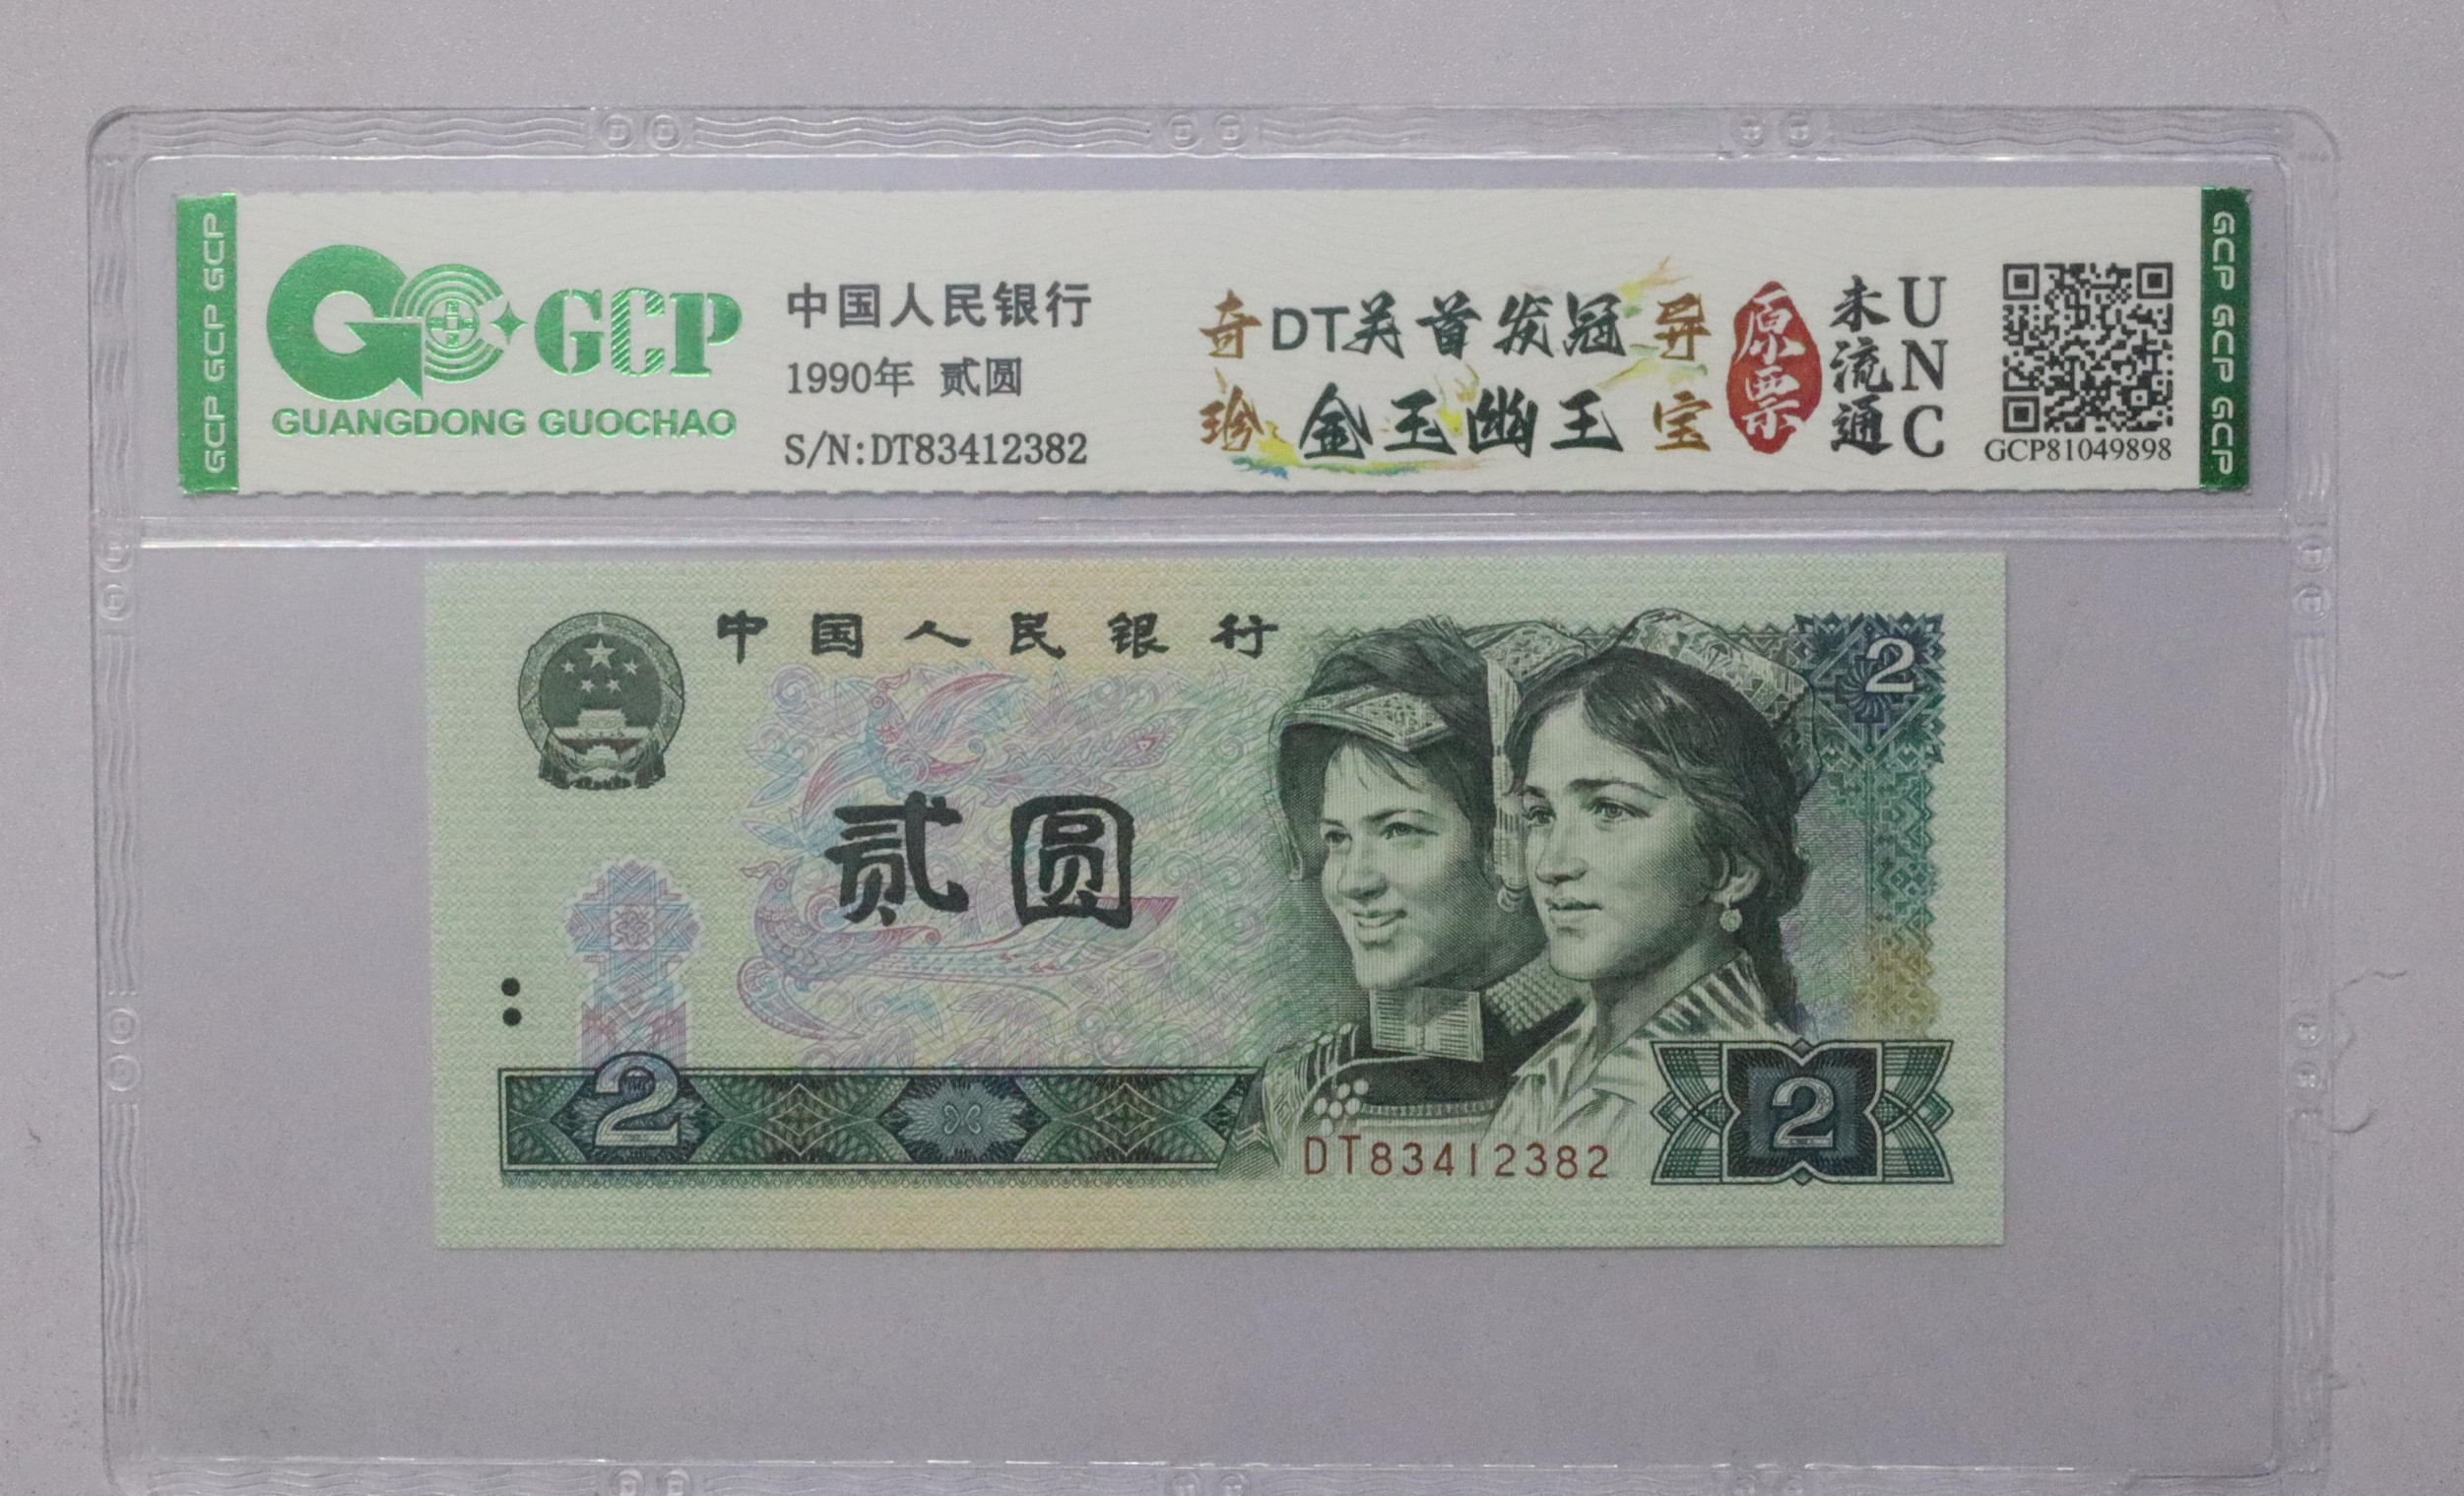 GCP GCP GCP
GCP
GUANGDONG GUOCHAO
中国人民银行
1990年 贰圆
S/N:DT83412382
奇 DT关首发冠 异
珍 金玉幽王 宝
原票
未流通
UNC
GCP81049898
GCP GCP GCP
中国人民银行
2
贰圆
2
DT83412382
2